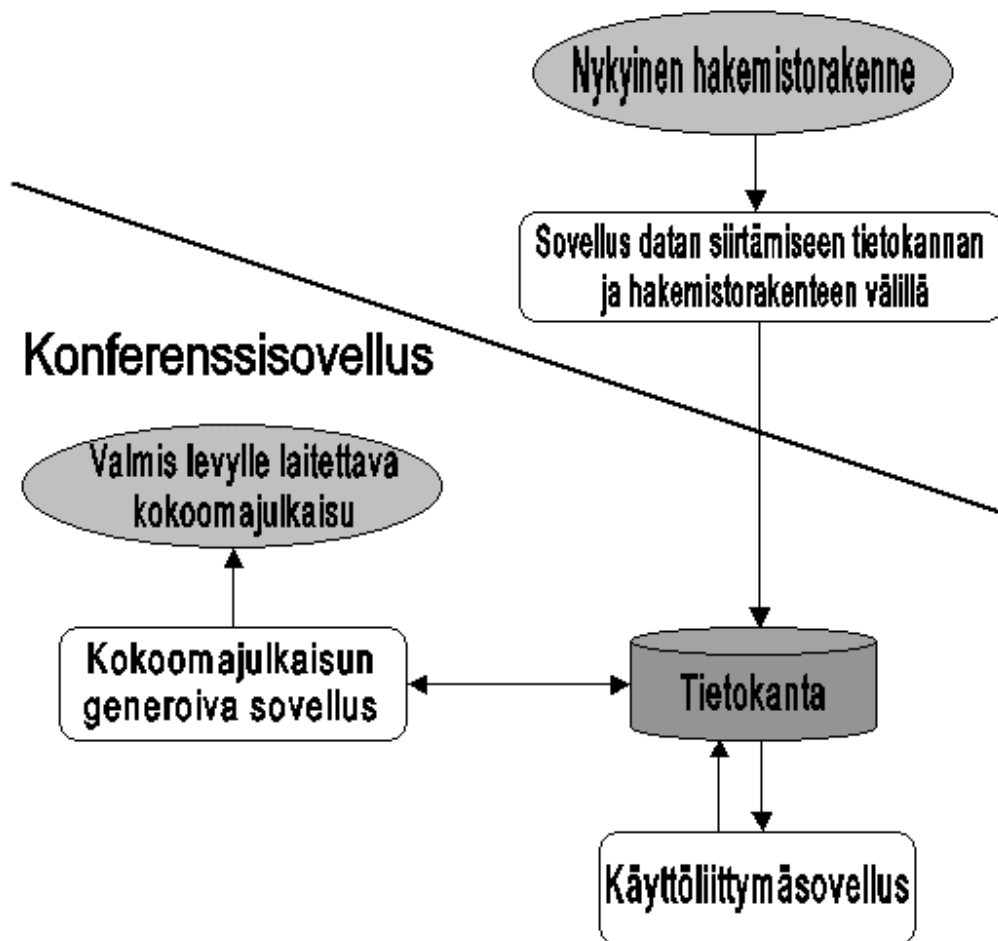 Nykyinen hakemistorakenne
Sovellus datan siirtämiseen tietokannan
ja hakemistorakenteen välillä
Konferenssisovellus
Valmis levylle laitettava
kokoomajulkaisu
Kokoomajulkaisun
generoiva sovellus
Tietokanta
Käyttöliittymäsovellus